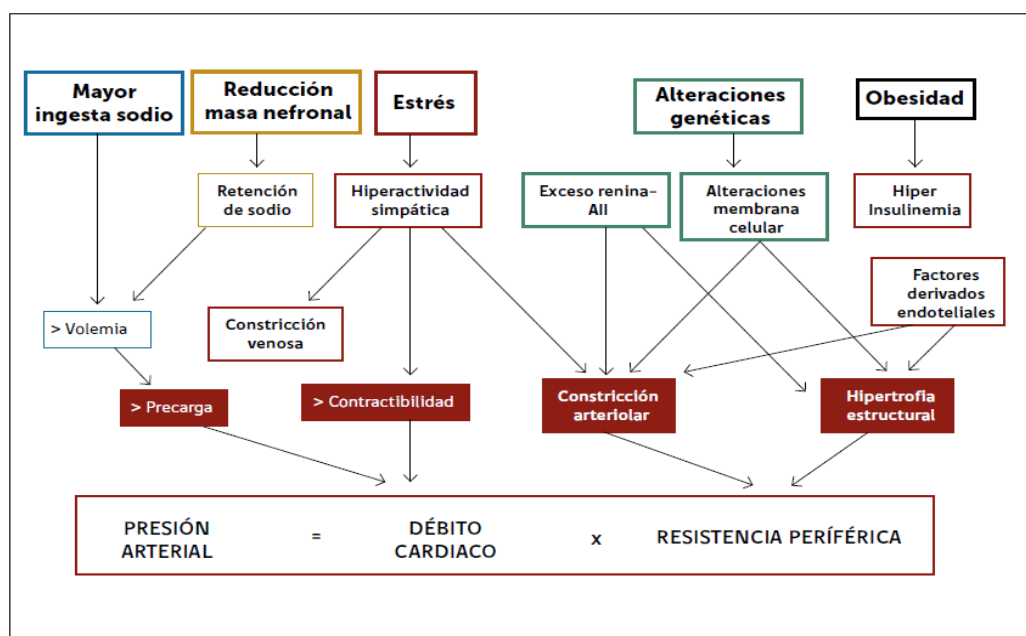 Mayor
ingesta sodio
Reducción
masa nefronal
Estrés
Alteraciones
genéticas
Obesidad
Retención
de sodio
Hiperactividad
simpática
Exceso renina-
AII
Alteraciones
membrana
celular
Hiper
Insulinemia
Factores
derivados
endoteliales
> Volemia
Constricción
venosa
> Precarga
> Contractibilidad
Constricción
arteriolar
Hipertrofia
estructural
PRESIÓN
ARTERIAL
=
DÉBITO
CARDIACO
x
RESISTENCIA PERÍFÉRICA